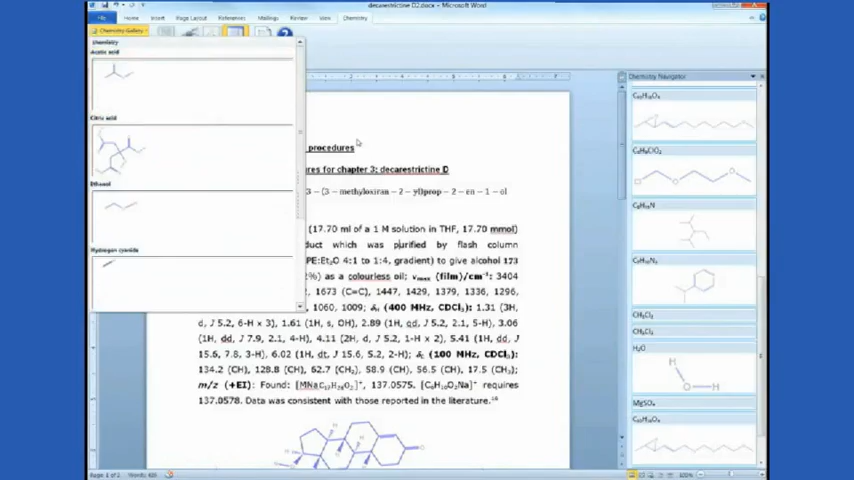 decarestrictine D2.docx - Microsoft Word
File Home Insert Page Layout References Mailings Review View Chemistry
Chemistry Gallery
Chemistry
Acetic acid
Citric acid
Ethanol
Hydrogen cyanide
procedures
res for chapter 3; decarestrictine D
3 − (3 − methyloxiran − 2 − yl)prop − 2 − en − 1 − ol
(17.70 ml of a 1 M solution in THF, 17.70 mmol)
duct which was purified by flash column
PE:Et₂O 4:1 to 1:4, gradient) to give alcohol 173
2%) as a colourless oil; νmax (film)/cm⁻¹: 3404
, 1673 (C=C), 1447, 1429, 1379, 1336, 1296,
, 1060, 1009; δH (400 MHz, CDCl₃): 1.31 (3H,
d, J 5.2, 6-H x 3), 1.61 (1H, s, OH), 2.89 (1H, qd, J 5.2, 2.1, 5-H), 3.06
(1H, dd, J 7.9, 2.1, 4-H), 4.11 (2H, d, J 5.2, 1-H x 2), 5.41 (1H, dd, J
15.6, 7.8, 3-H), 6.02 (1H, dt, J 15.6, 5.2, 2-H); δC (100 MHz, CDCl₃):
134.2 (CH), 128.8 (CH), 62.7 (CH₂), 58.9 (CH), 56.5 (CH), 17.5 (CH₃);
m/z (+EI): Found: 137.0575. [C₆H₁₀O₂Na]⁺ requires
137.0578. Data was consistent with those reported in the literature.¹⁶
H
H
H
O
Page: 1 of 2 Words: 420
100%
Chemistry Navigator
H₂O
H
O
H
MgSO₄